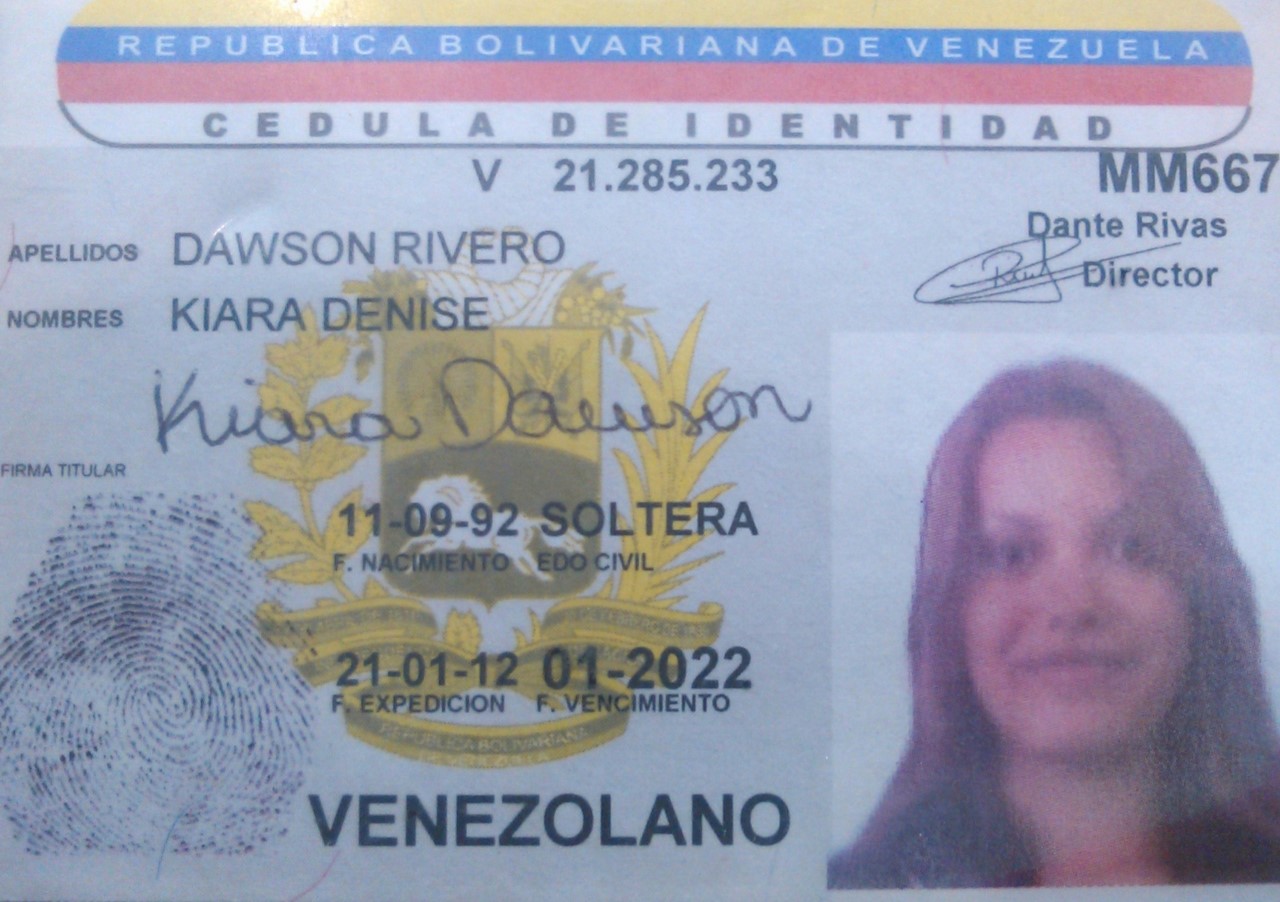 REPUBLICA BOLIVARIANA DE VENEZUELA
CEDULA DE IDENTIDAD
V 21.285.233
MM667
Dante Rivas
Director
APELLIDOS DAWSON RIVERO
NOMBRES KIARA DENISE
Kiara Dawson
FIRMA TITULAR
11-09-92 SOLTERA
F. NACIMIENTO EDO CIVIL
21-01-12 01-2022
F. EXPEDICION F. VENCIMIENTO
REPUBLICA BOLIVARIANA
DE VENEZUELA
VENEZOLANO